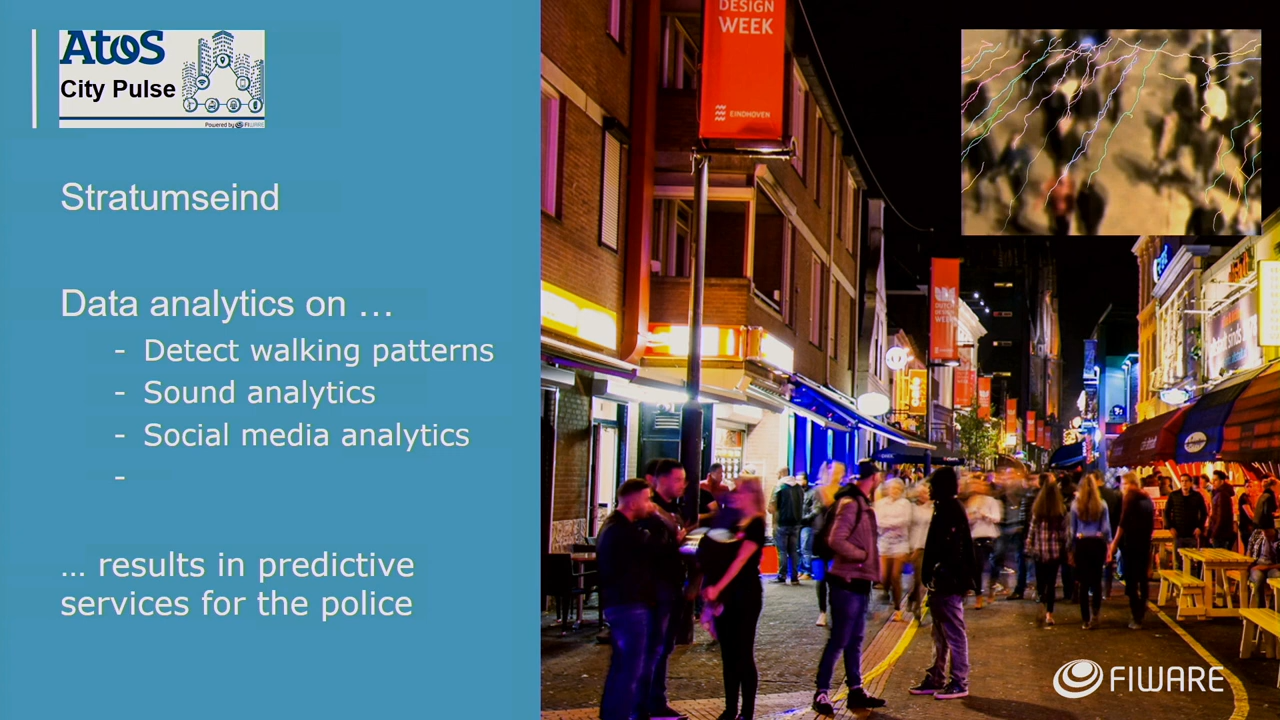 Atos
City Pulse
Powered by FIWARE
Stratumseind
Data analytics on …
- Detect walking patterns
- Sound analytics
- Social media analytics
-
… results in predictive
services for the police
DESIGN
WEEK
EINDHOVEN
DUTCH
DESIGN
WEEK
FIWARE